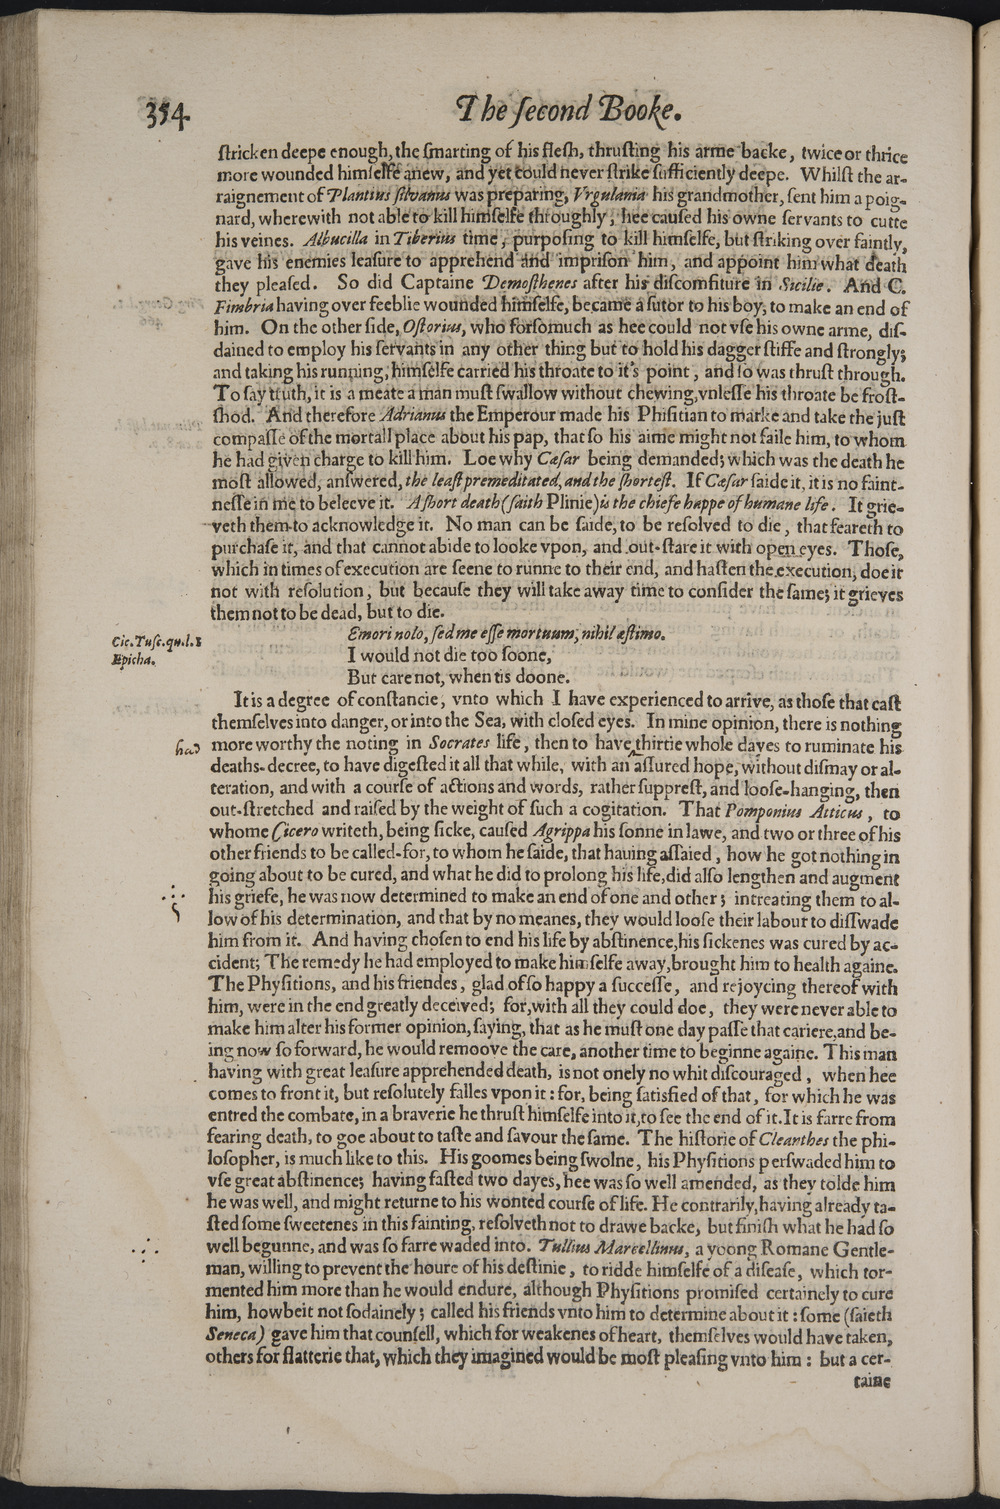 354.
The ſecond Booke.
ſtricken deepe enough, the ſmarting of his fleſh, thruſting his arme backe, twice or thrice
more wounded himſelfe anew, and yet could never ſtrike ſufficiently deepe. Whilſt the ar-
raignement of Plantius ſilvanus was preparing, Vrgulania his grandmother, ſent him a poig-
nard, wherewith not able to kill himſelfe throughly, hee cauſed his owne ſervants to cutte
his veines. Albucilla in Tiberius time, purpoſing to kill himſelfe, but ſtriking over faintly,
gave his enemies leaſure to apprehend and impriſon him, and appoint him what death
they pleaſed. So did Captaine Demoſthenes after his diſcomfiture in Sicilie. And C.
Fimbria having over feeblie wounded himſelfe, became a ſutor to his boy, to make an end of
him. On the other ſide, Oſtorius, who forſomuch as hee could not vſe his owne arme, diſ-
dained to employ his ſervants in any other thing but to hold his dagger ſtiffe and ſtrongly;
and taking his running, himſelfe carried his throate to it's point, and ſo was thruſt through.
To ſay truth, it is a meate a man muſt ſwallow without chewing, vnleſſe his throate be froſt-
ſhod. And therefore Adrianus the Emperour made his Phiſitian to marke and take the juſt
compaſſe of the mortall place about his pap, that ſo his aime might not faile him, to whom
he had given charge to kill him. Loe why Cæſar being demanded; which was the death he
moſt allowed, anſwered, the leaſt premeditated, and the ſhorteſt. If Cæſar ſaide it, it is no faint-
neſſe in me to beleeve it. A ſhort death (ſaith Plinie) is the chiefe happe of humane life. It grie-
veth them to acknowledge it. No man can be ſaide, to be reſolved to die, that feareth to
purchaſe it, and that cannot abide to looke vpon, and out-ſtare it with open eyes. Thoſe,
which in times of execution are ſeene to runne to their end, and haſten the execution, doe it
not with reſolution, but becauſe they will take away time to conſider the ſame; it grieves
them not to be dead, but to die.
Cic. Tuſc. qu. l. 1
Epicha.
Emori nolo, ſed me eſſe mortuum, nihil æſtimo.
I would not die too ſoone,
But care not, when tis doone.
It is a degree of conſtancie, vnto which I have experienced to arrive, as thoſe that caſt
themſelves into danger, or into the Sea, with cloſed eyes. In mine opinion, there is nothing
had
more worthy the noting in Socrates life, then to have ‸ thirtie whole dayes to ruminate his
deaths-decree, to have digeſted it all that while, with an aſſured hope, without diſmay or al-
teration, and with a courſe of actions and words, rather ſuppreſt, and looſe-hanging, then
out-ſtretched and raiſed by the weight of ſuch a cogitation. That Pomponius Atticus, to
whome Cicero writeth, being ſicke, cauſed Agrippa his ſonne in lawe, and two or three of his
other friends to be called-for, to whom he ſaide, that hauing aſſaied, how he got nothing in
going about to be cured, and what he did to prolong his life, did alſo lengthen and augment
his griefe, he was now determined to make an end of one and other; intreating them to al-
low of his determination, and that by no meanes, they would looſe their labour to diſſwade
him from it. And having choſen to end his life by abſtinence, his ſickenes was cured by ac-
cident; The remedy he had employed to make himſelfe away, brought him to health againe.
The Phyſitions, and his friendes, glad of ſo happy a ſucceſſe, and rejoycing thereof with
him, were in the end greatly deceived; for, with all they could doe, they were never able to
make him alter his former opinion, ſaying, that as he muſt one day paſſe that cariere, and be-
ing now ſo forward, he would remoove the care, another time to beginne againe. This man
having with great leaſure apprehended death, is not onely no whit diſcouraged, when hee
comes to front it, but reſolutely falles vpon it: for, being ſatisfied of that, for which he was
entred the combate, in a braverie he thruſt himſelfe into it, to ſee the end of it. It is farre from
fearing death, to goe about to taſte and ſavour the ſame. The hiſtorie of Cleanthes the phi-
loſopher, is much like to this. His goomes being ſwolne, his Phyſitions perſwaded him to
vſe great abſtinence; having faſted two dayes, hee was ſo well amended, as they tolde him
he was well, and might returne to his wonted courſe of life. He contrarily, having already ta-
ſted ſome ſweetenes in this fainting, reſolveth not to drawe backe, but finiſh what he had ſo
well begunne, and was ſo farre waded into. Tullius Marcellinus, a yoong Romane Gentle-
man, willing to prevent the houre of his deſtinie, to ridde himſelfe of a diſeaſe, which tor-
mented him more than he would endure, although Phyſitions promiſed certainely to cure
him, howbeit not ſodainely; called his friends vnto him to determine about it: ſome (ſaieth
Seneca) gave him that counſell, which for weakenes of heart, themſelves would have taken,
others for flatterie that, which they imagined would be moſt pleaſing vnto him: but a cer-
taine